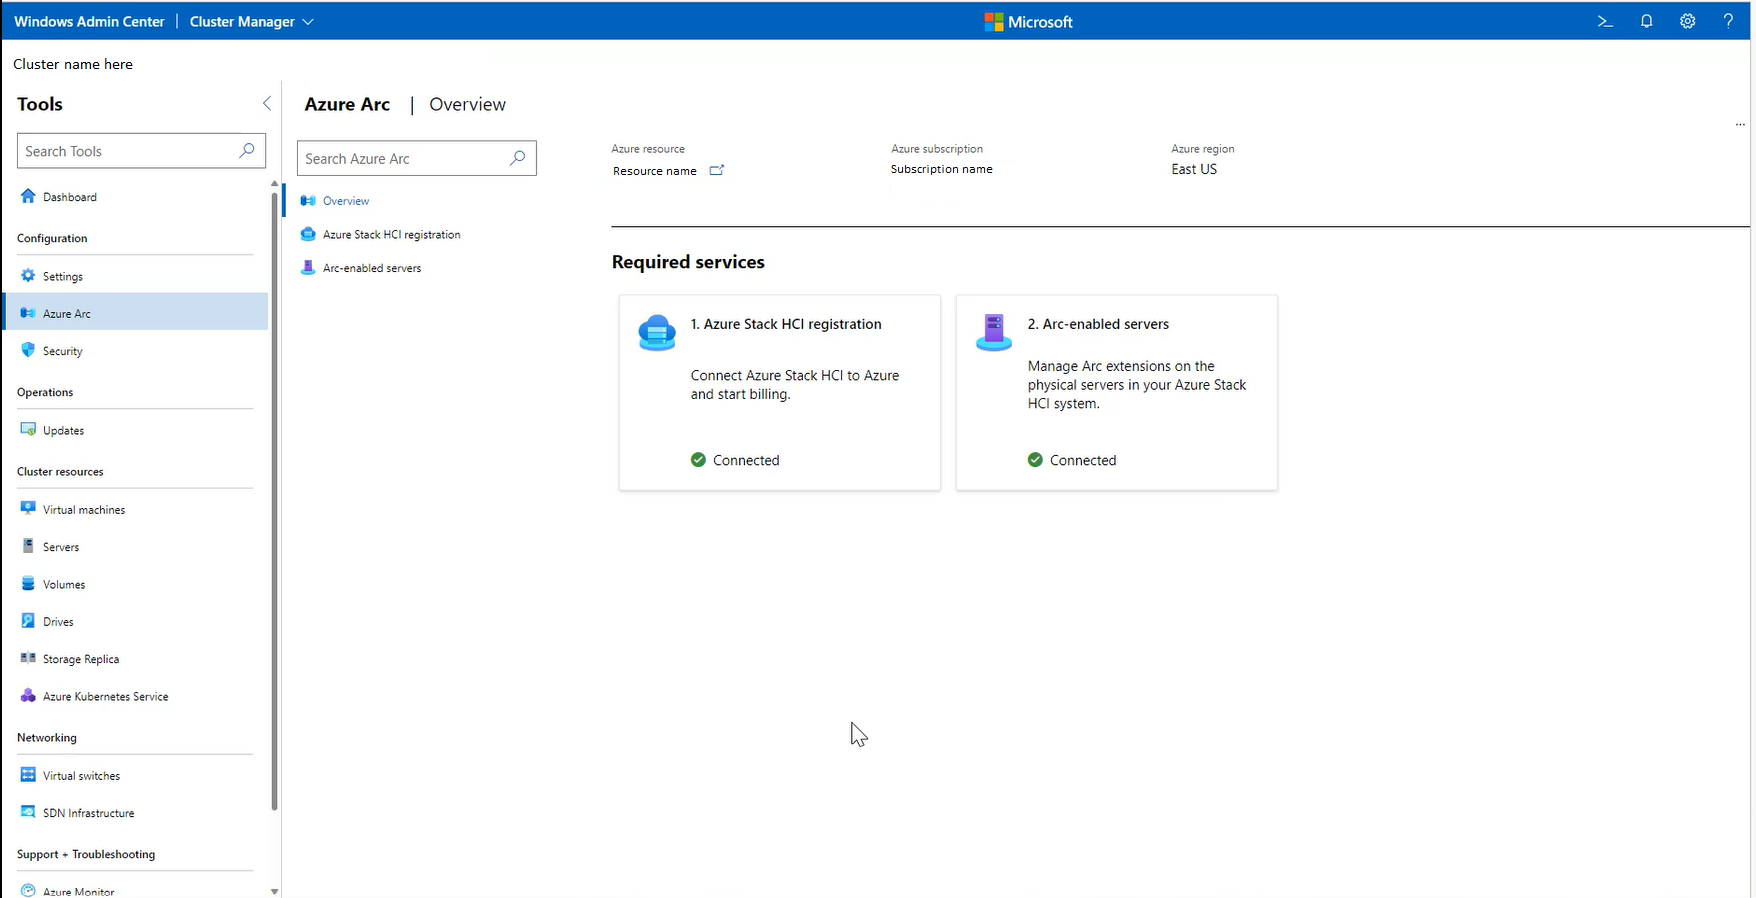 Windows Admin Center | Cluster Manager
Microsoft
?
Cluster name here
Tools
Search Tools
Dashboard
Configuration
Settings
Azure Arc
Security
Operations
Updates
Cluster resources
Virtual machines
Servers
Volumes
Drives
Storage Replica
Azure Kubernetes Service
Networking
Virtual switches
SDN Infrastructure
Support + Troubleshooting
Azure Monitor
Azure Arc | Overview
Search Azure Arc
Overview
Azure Stack HCI registration
Arc-enabled servers
...
Azure resource
Resource name
Azure subscription
Subscription name
Azure region
East US
Required services
1. Azure Stack HCI registration
Connect Azure Stack HCI to Azure
and start billing.
Connected
2. Arc-enabled servers
Manage Arc extensions on the
physical servers in your Azure Stack
HCI system.
Connected